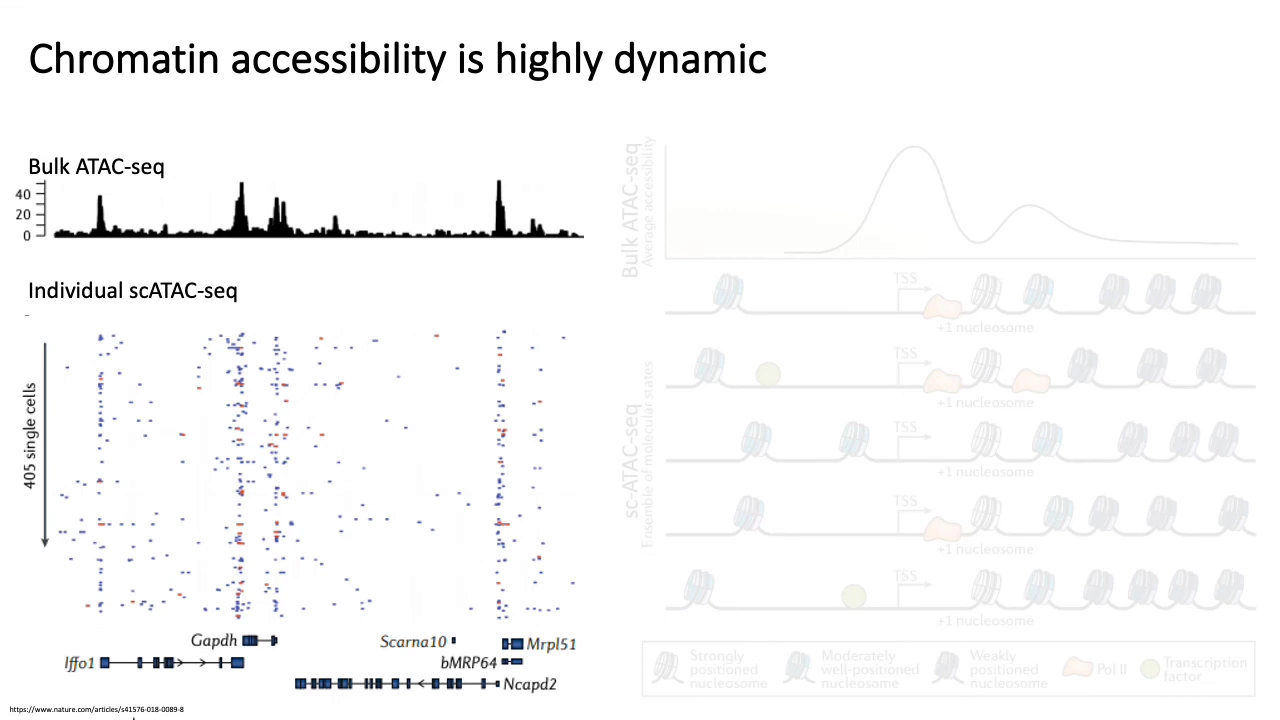 Chromatin accessibility is highly dynamic
Bulk ATAC-seq
40
20
0
Individual scATAC-seq
405 single cells
Gapdh
Scarna10
Mrpl51
Iffo1
bMRP64
Ncapd2
https://www.nature.com/articles/s41576-018-0089-8
Bulk ATAC-seq
Average accessibility
sc-ATAC-seq
Ensemble of molecular states
TSS
+1 nucleosome
TSS
+1 nucleosome
TSS
+1 nucleosome
TSS
+1 nucleosome
TSS
+1 nucleosome
Strongly
positioned
nucleosome
Moderately
well-positioned
nucleosome
Weakly
positioned
nucleosome
Pol II
Transcription
factor